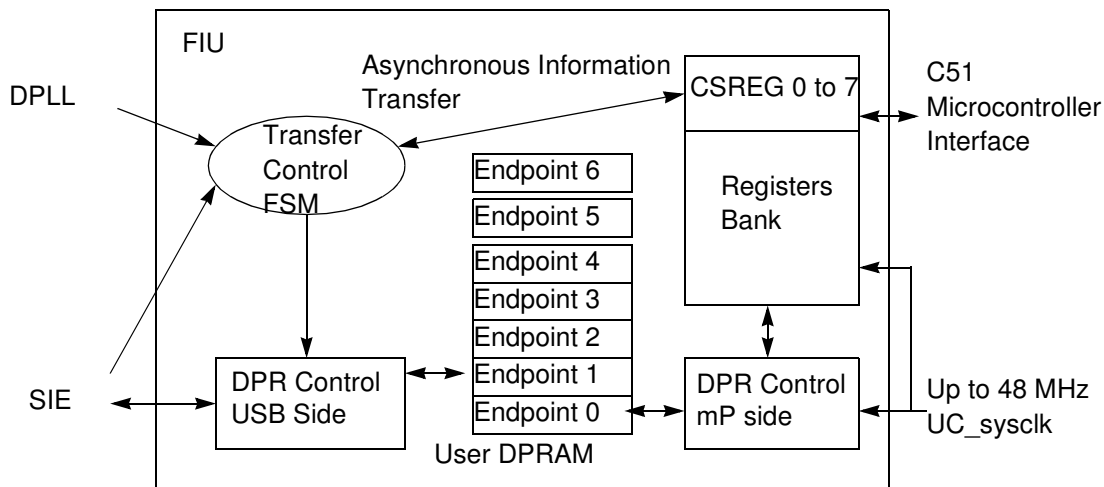 FIU
DPLL
Asynchronous Information
Transfer
CSREG 0 to 7
C51
Microcontroller
Interface
Transfer
Control
FSM
Endpoint 6
Endpoint 5
Endpoint 4
Endpoint 3
Endpoint 2
Endpoint 1
Endpoint 0
Registers
Bank
SIE
DPR Control
USB Side
User DPRAM
DPR Control
mP side
Up to 48 MHz
UC_sysclk